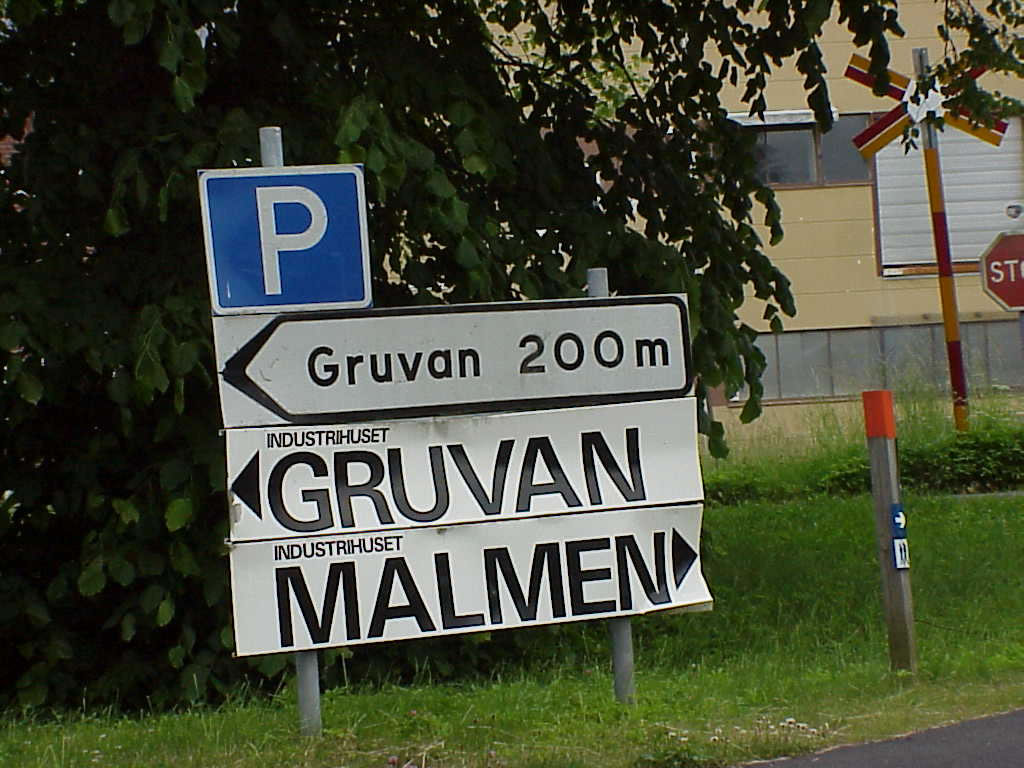 P
Gruvan 200m
INDUSTRIHUSET
GRUVAN
INDUSTRIHUSET
MALMEN
STO